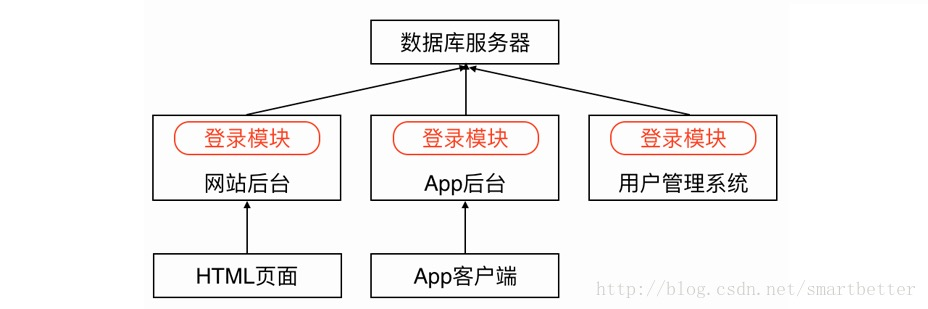 数据库服务器
登录模块
登录模块
登录模块
网站后台
App后台
用户管理系统
HTML页面
App客户端
http://blog.csdn.net/smartbetter